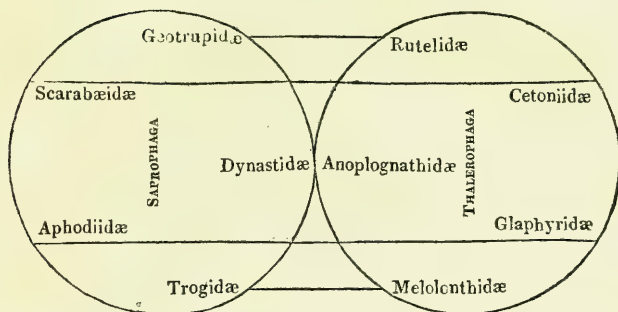 Geotrupidæ Rutelidæ
Scarabæidæ Cetoniidæ
SAPROPHAGA THALEROPHAGA
Dynastidæ Anoplognathidæ
Aphodiidæ Glaphyridæ
Trogidæ Melolonthidæ